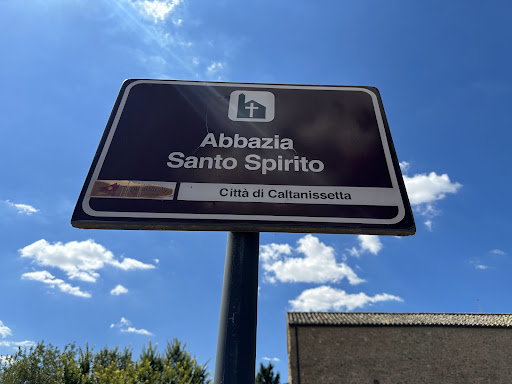 Abbazia
Santo Spirito
Città di Caltanissetta